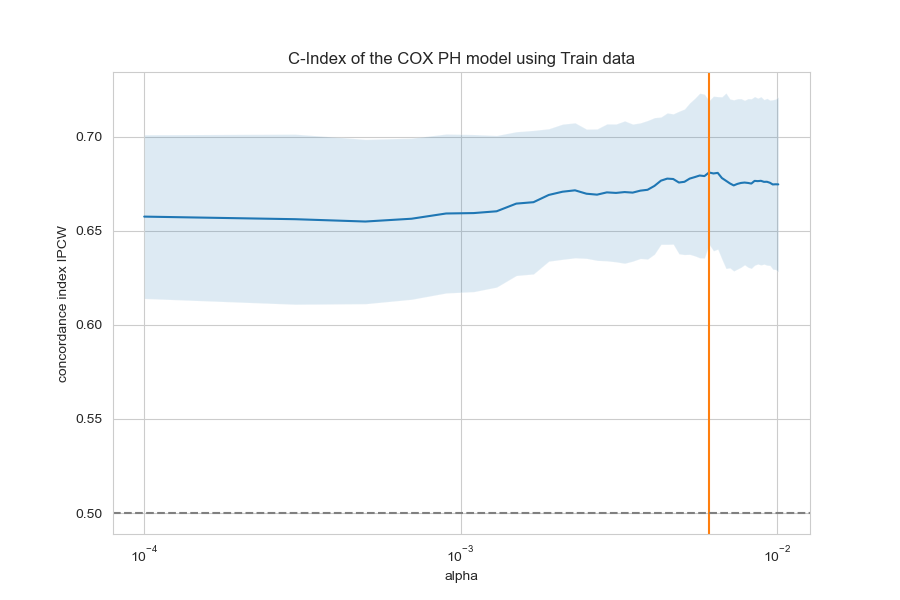 C-Index of the COX PH model using Train data
concordance index IPCW
0.70
0.65
0.60
0.55
0.50
10⁻⁴
10⁻³
10⁻²
alpha